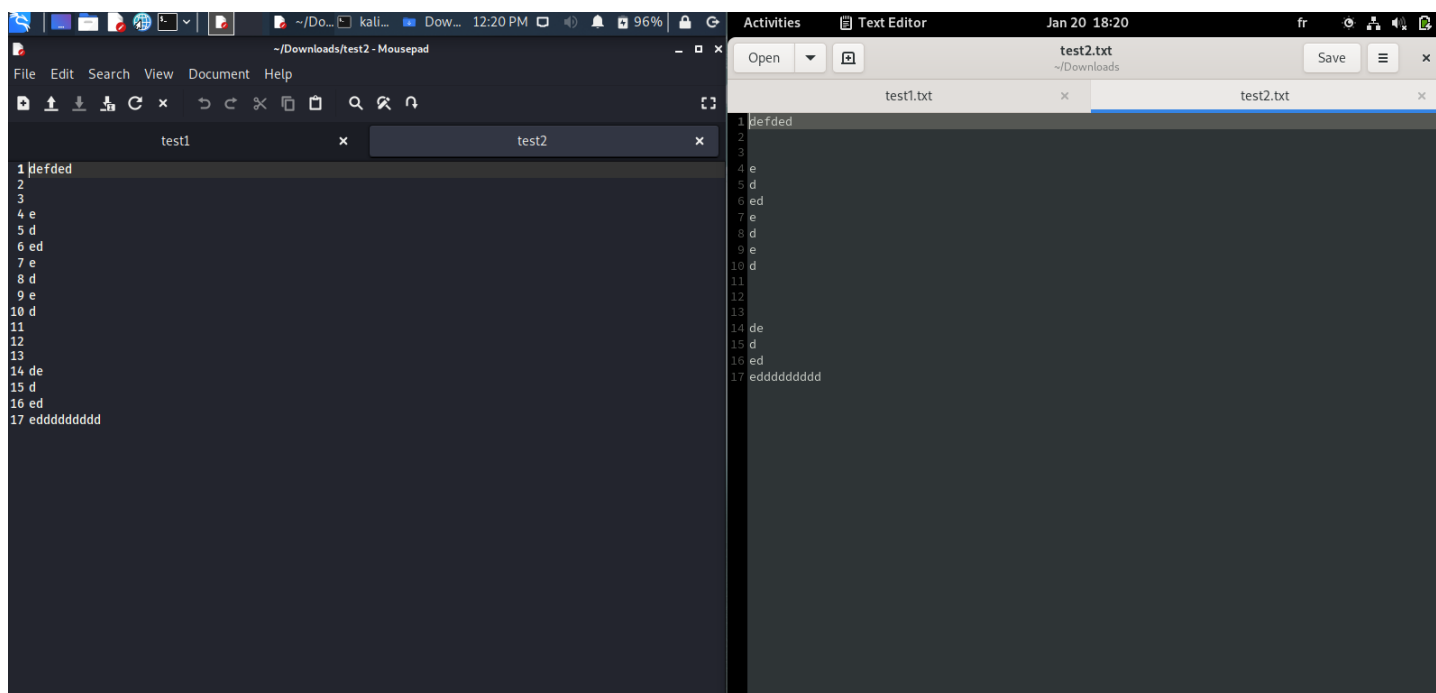 ~/Do... kali... Dow... 12:20 PM 96%
~/Downloads/test2 - Mousepad
File Edit Search View Document Help
test1 test2
1 defded
2
3
4 e
5 d
6 ed
7 e
8 d
9 e
10 d
11
12
13
14 de
15 d
16 ed
17 eddddddddd
Activities Text Editor Jan 20 18:20 fr
Open test2.txt Save
~/Downloads
test1.txt test2.txt
1 defded
2
3
4 e
5 d
6 ed
7 e
8 d
9 e
10 d
11
12
13
14 de
15 d
16 ed
17 eddddddddd